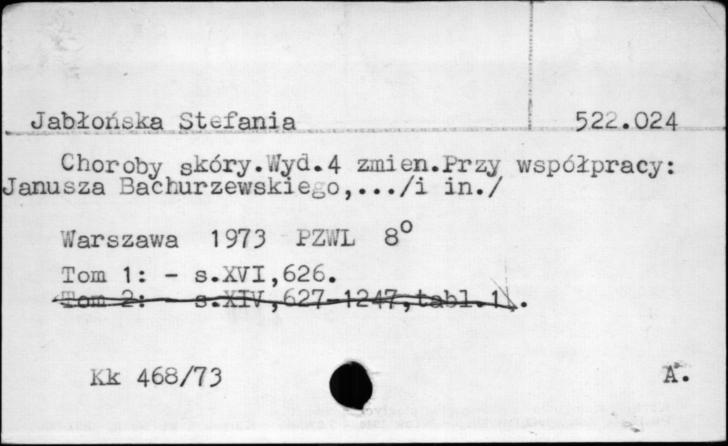 Jabłońska Stefania 522.024
Choroby skóry.Wyd.4 zmien.Przy współpracy:
Janusza Bachurzewskiego,.../i in./
Warszawa 1973 PZWL 8°
Tom 1: - s.XVI,626.
Tom 2: - s.XIV,627-1247,tabl.1.
Kk 468/73 A.